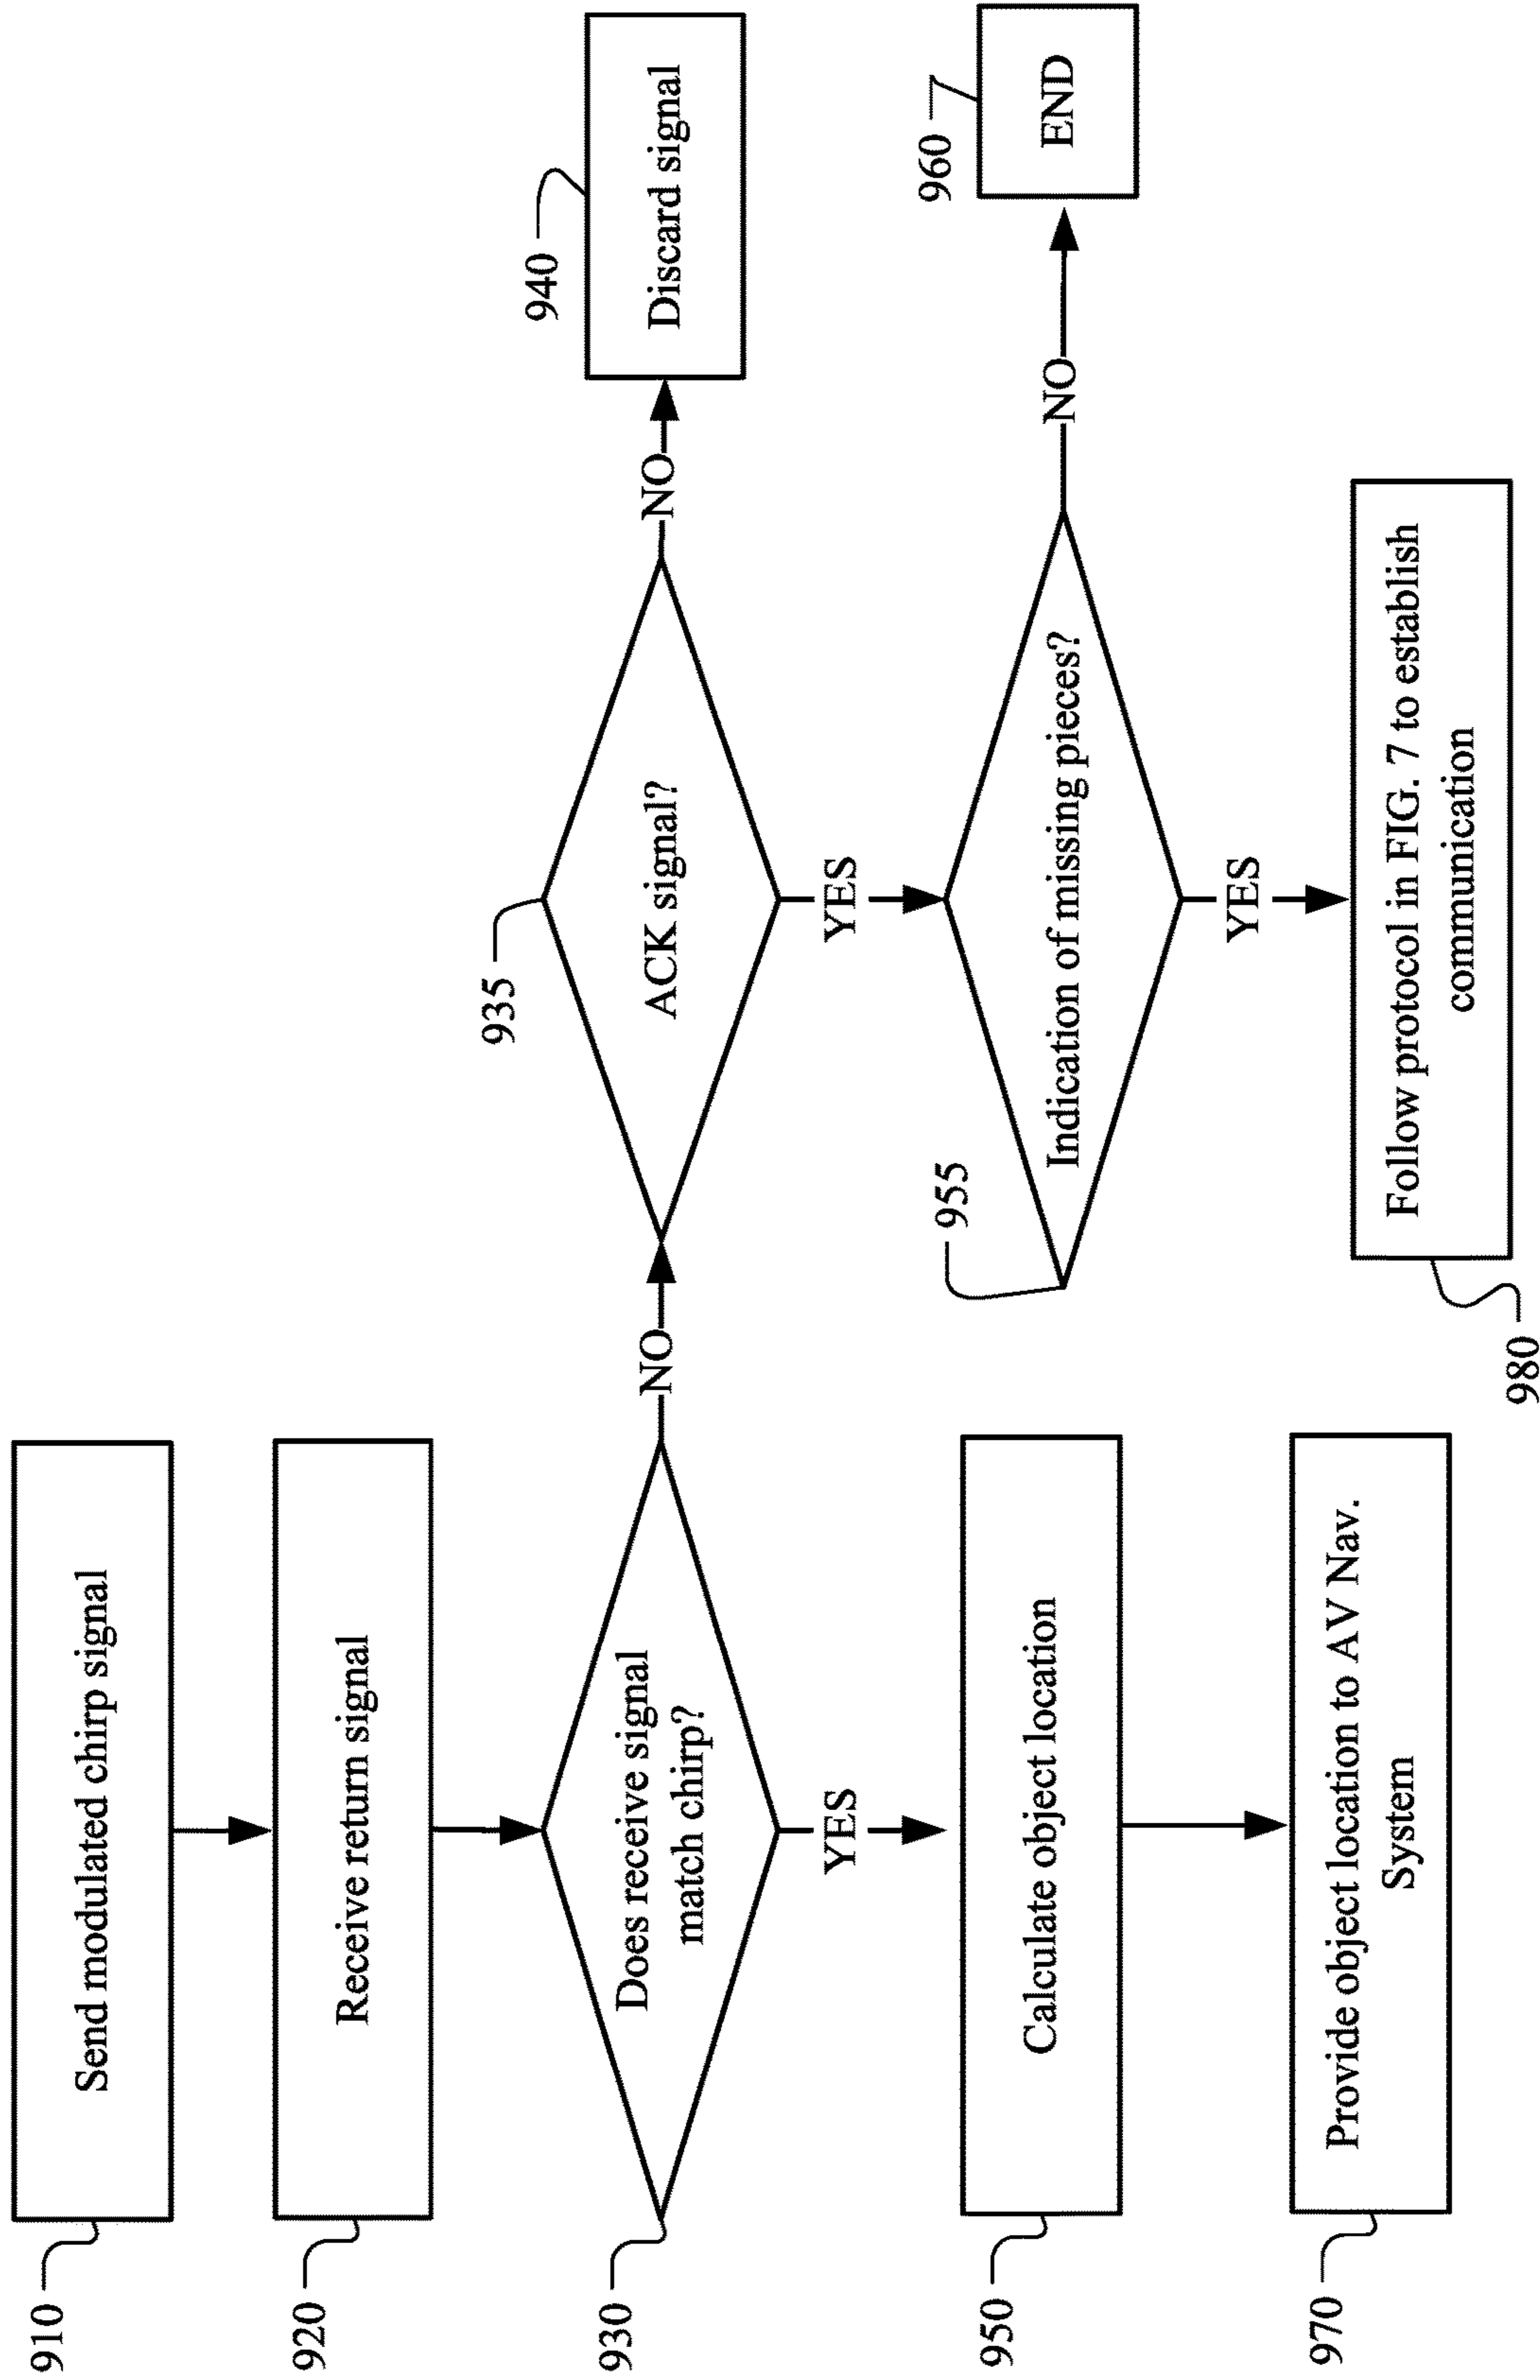 910
Send modulated chirp signal
920
Receive return signal
930
Does receive signal
match chirp?
NO
935
ACK signal?
NO
940
Discard signal
YES
YES
950
Calculate object location
955
Indication of missing pieces?
NO
960
END
YES
970
Provide object location to AV Nav.
System
980
Follow protocol in FIG. 7 to establish
communication